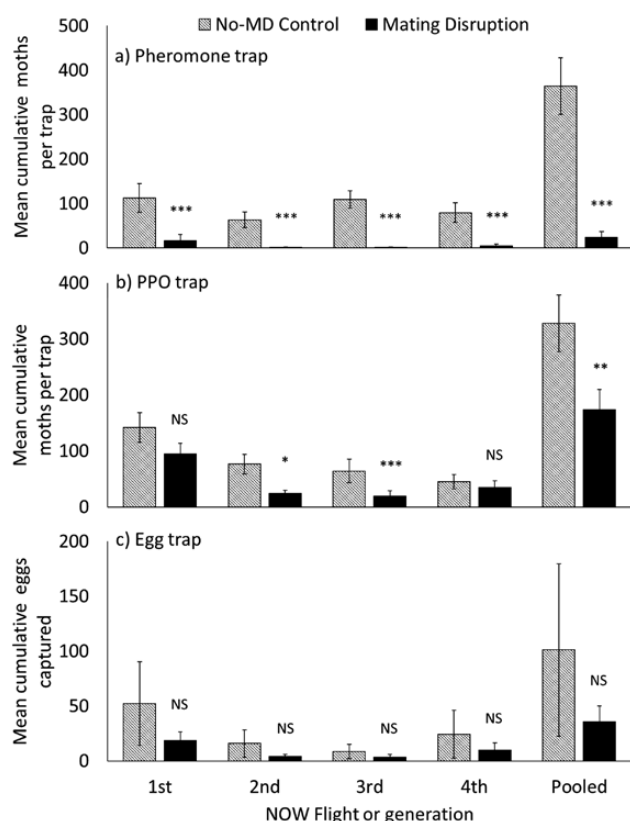 No-MD Control Mating Disruption
a) Pheromone trap
Mean cumulative moths
per trap
500
400
300
200
100
0
***
***
***
***
***
b) PPO trap
Mean cumulative
moths per trap
400
300
200
100
0
NS
*
***
NS
**
c) Egg trap
Mean cumulative eggs
captured
200
150
100
50
0
NS
NS
NS
NS
NS
1st 2nd 3rd 4th Pooled
NOW Flight or generation